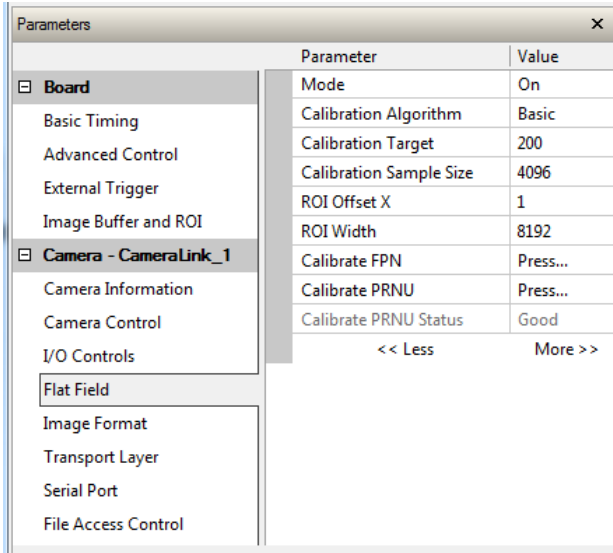 Parameters ×
Parameter Value
Board
Basic Timing
Advanced Control
External Trigger
Image Buffer and ROI
Camera - CameraLink_1
Camera Information
Camera Control
I/O Controls
Flat Field
Image Format
Transport Layer
Serial Port
File Access Control
Mode On
Calibration Algorithm Basic
Calibration Target 200
Calibration Sample Size 4096
ROI Offset X 1
ROI Width 8192
Calibrate FPN Press...
Calibrate PRNU Press...
Calibrate PRNU Status Good
<< Less More >>